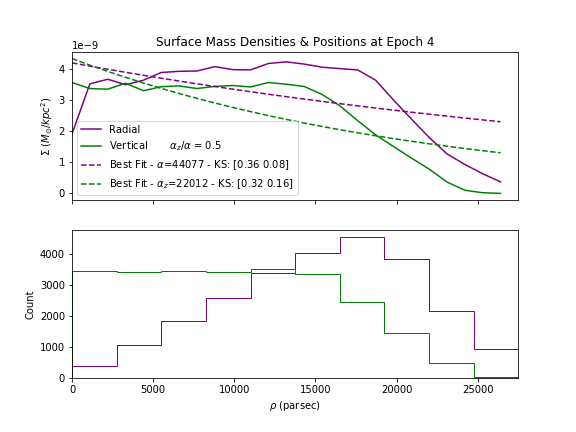 Surface Mass Densities & Positions at Epoch 4
1e−9
4
3
2
1
0
Σ (M⊙/kpc²)
Radial
Vertical α_z/α = 0.5
Best Fit - α=44077 - KS: [0.36 0.08]
Best Fit - α_z=22012 - KS: [0.32 0.16]
4000
3000
2000
1000
0
Count
0 5000 10000 15000 20000 25000
ρ (parsec)